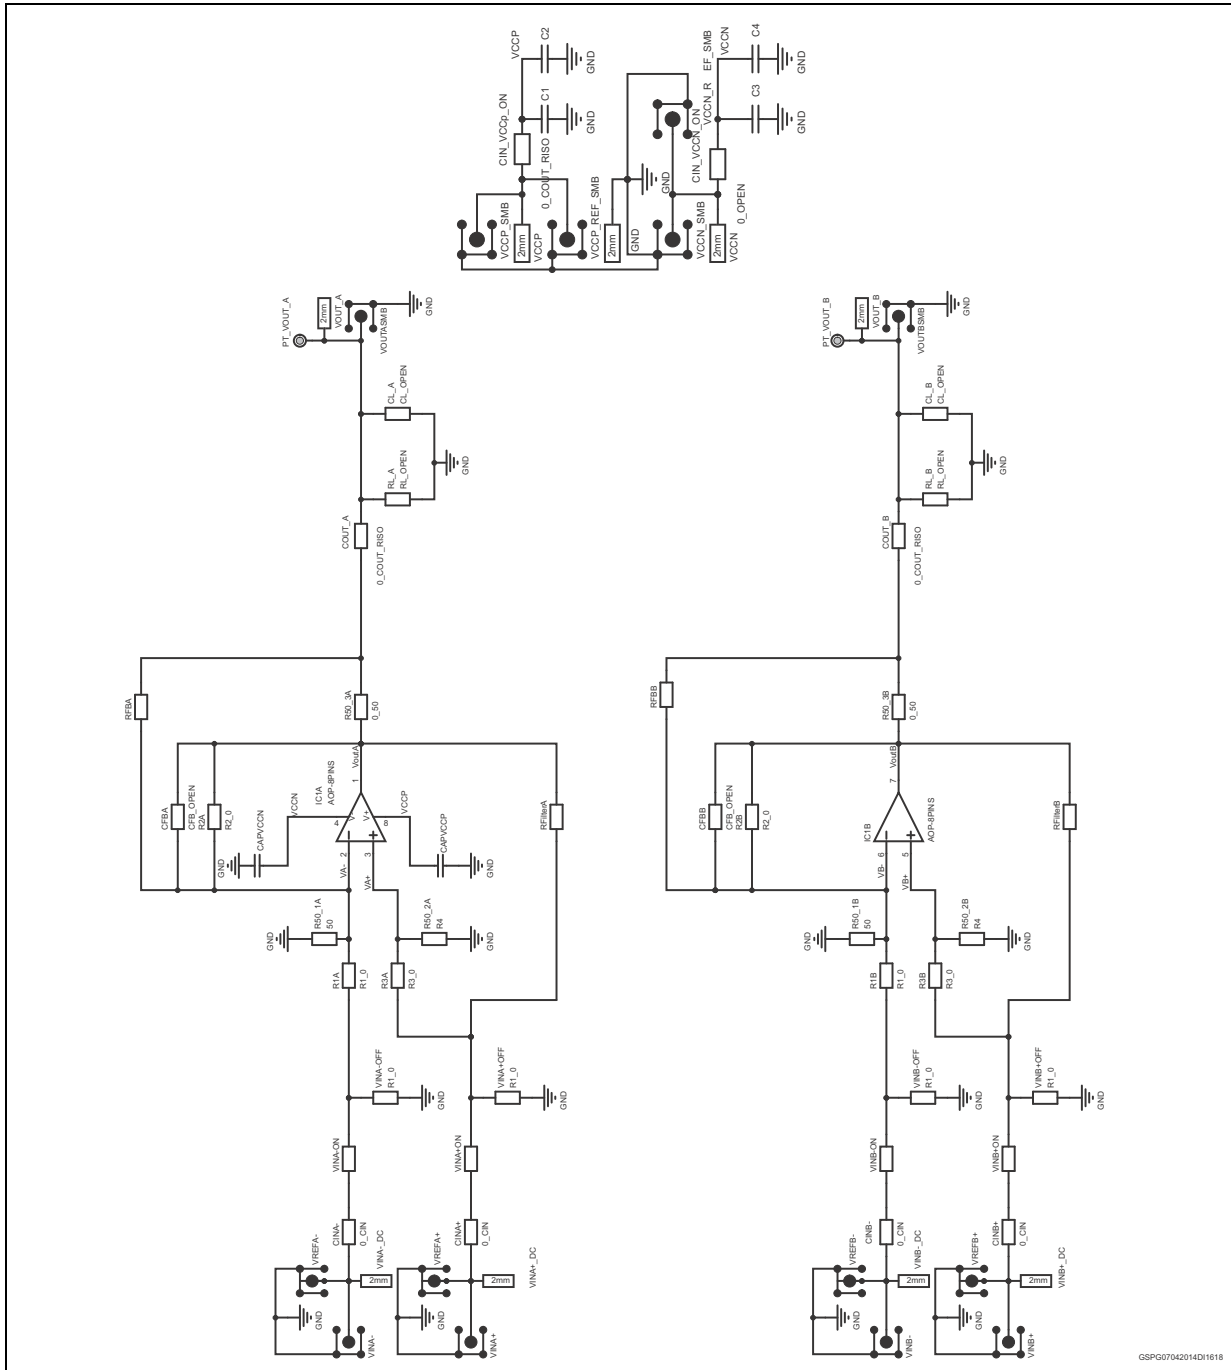 VCCP
C2
GND
CIN_VCCp_ON
C1
GND
0_COUT_RISO
VCCP_SMB
2mm
VCCP
VCCP_REF_SMB
2mm
GND
GND
VCCN_R EF_SMB
VCCN
C4
GND
C3
GND
CIN_VCCN_ON
0_OPEN
VCCN_SMB
2mm
VCCN
PT_VOUT_A
2mm
VOUT_A
VOUTASMB
GND
CL_A
CL_OPEN
RL_A
RL_OPEN
GND
COUT_A
0_COUT_RISO
RFBA
R50_3A
0_50
VoutA
1
IC1A
AOP-8PINS
CFBA
CFB_OPEN
R2A
R2_0
VCCN
4
V-
V+
8
VCCP
CAPVCCN
GND
CAPVCCP
GND
2
3
VA-
VA+
RFilterA
R50_1A
50
GND
R50_2A
R4
GND
R1A
R1_0
R3A
R3_0
VINA-OFF
R1_0
GND
VINA+OFF
R1_0
GND
VINA-ON
VINA+ON
CINA-
0_CIN
CINA+
0_CIN
VREFA-
VINA-_DC
2mm
GND
VINA-
VREFA+
2mm
VINA+_DC
GND
VINA+
PT_VOUT_B
2mm
VOUT_B
VOUTBSMB
GND
CL_B
CL_OPEN
RL_B
RL_OPEN
GND
COUT_B
0_COUT_RISO
RFBB
R50_3B
0_50
VoutB
7
IC1B
AOP-8PINS
CFBB
CFB_OPEN
R2B
R2_0
6
5
VB-
VB+
RFilterB
R50_1B
50
GND
R50_2B
R4
GND
R1B
R1_0
R3B
R3_0
VINB-OFF
R1_0
GND
VINB+OFF
R1_0
GND
VINB-ON
VINB+ON
CINB-
0_CIN
CINB+
0_CIN
VREFB-
VINB-_DC
2mm
GND
VINB-
VREFB+
2mm
VINB+_DC
GND
VINB+
GSPG07042014DI1618